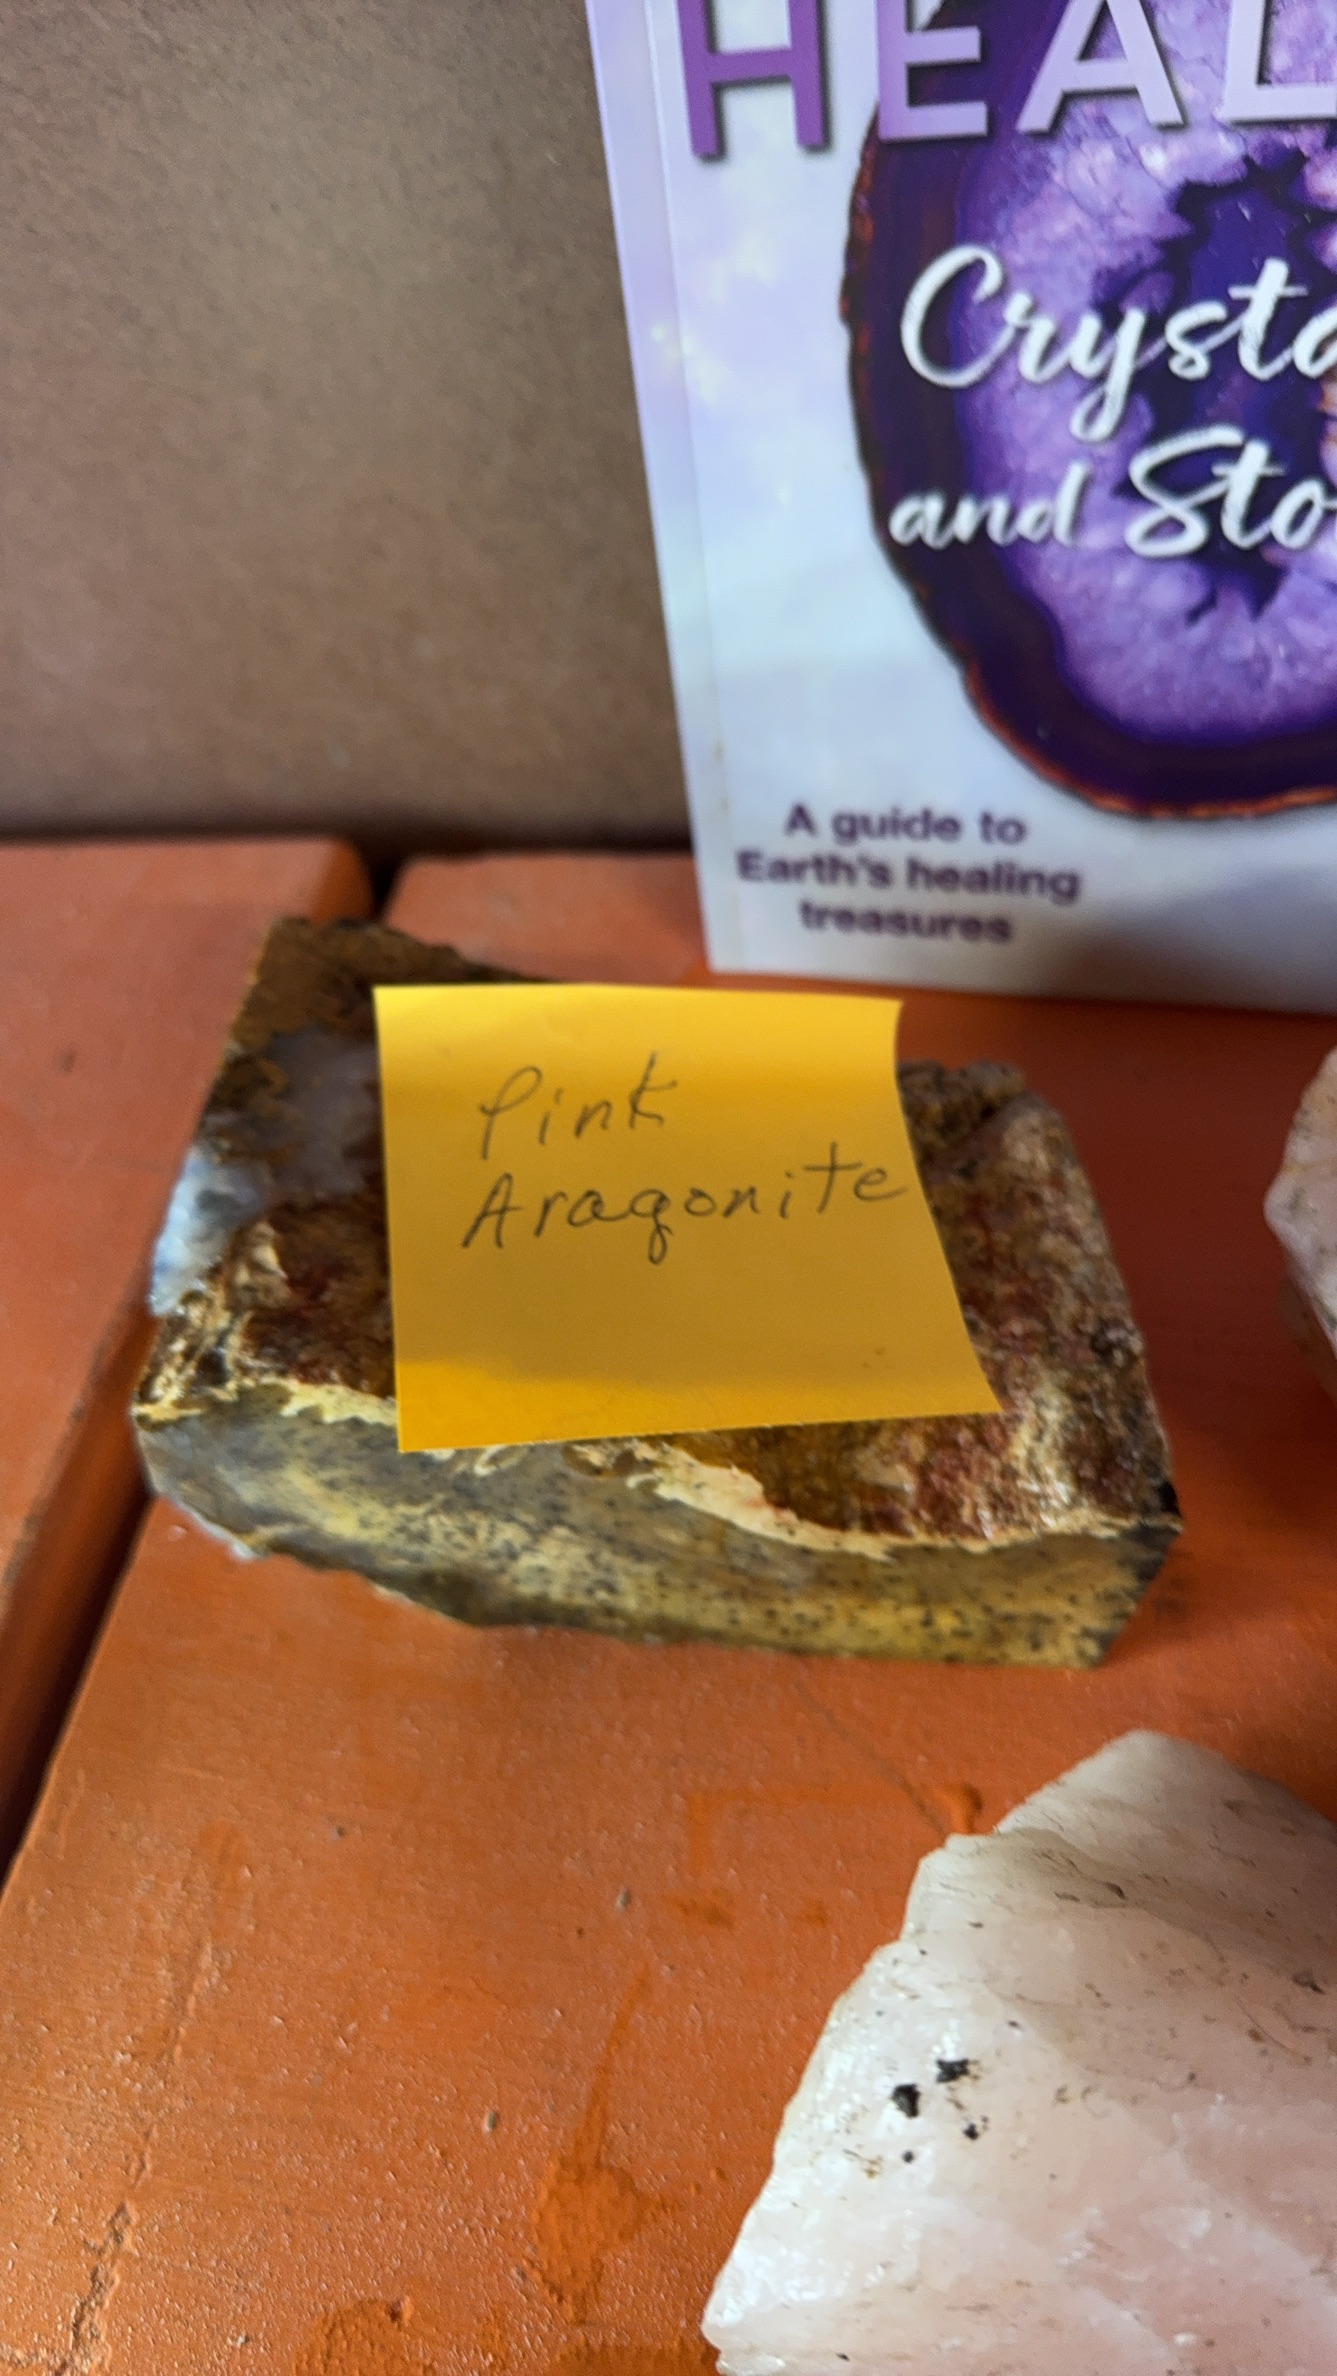 HEAL
Crysta
and Sto
A guide to
Earth's healing
treasures
Pink
Aragonite